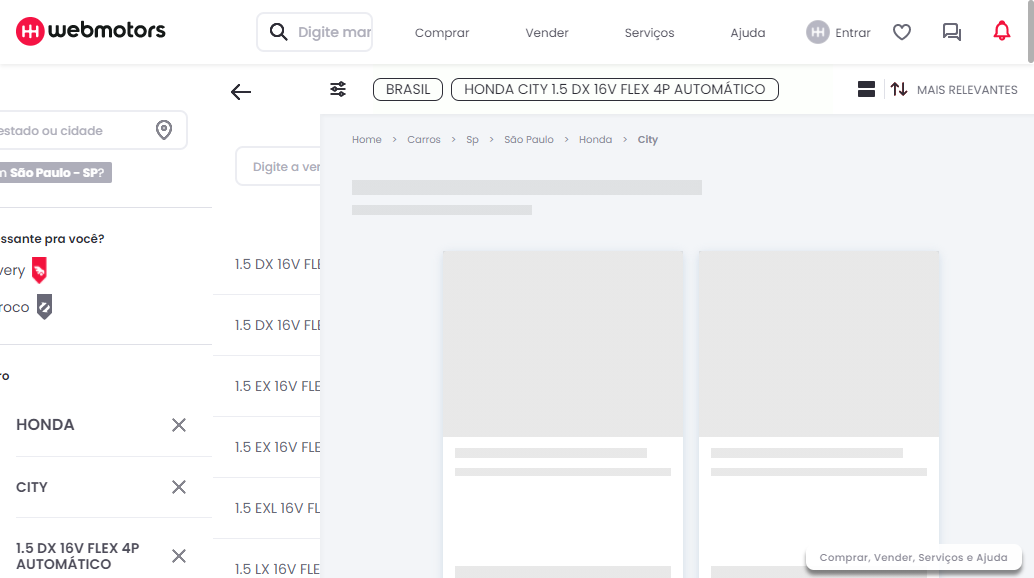 webmotors
Digite mar
Comprar
Vender
Serviços
Ajuda
Entrar
BRASIL
HONDA CITY 1.5 DX 16V FLEX 4P AUTOMÁTICO
MAIS RELEVANTES
estado ou cidade
São Paulo - SP?
ssante pra você?
very
roco
ro
HONDA
CITY
1.5 DX 16V FLEX 4P
AUTOMÁTICO
Digite a ver
1.5 DX 16V FLE
1.5 DX 16V FLE
1.5 EX 16V FLE
1.5 EX 16V FLE
1.5 EXL 16V FL
1.5 LX 16V FLE
Home > Carros > Sp > São Paulo > Honda > City
Comprar, Vender, Serviços e Ajuda